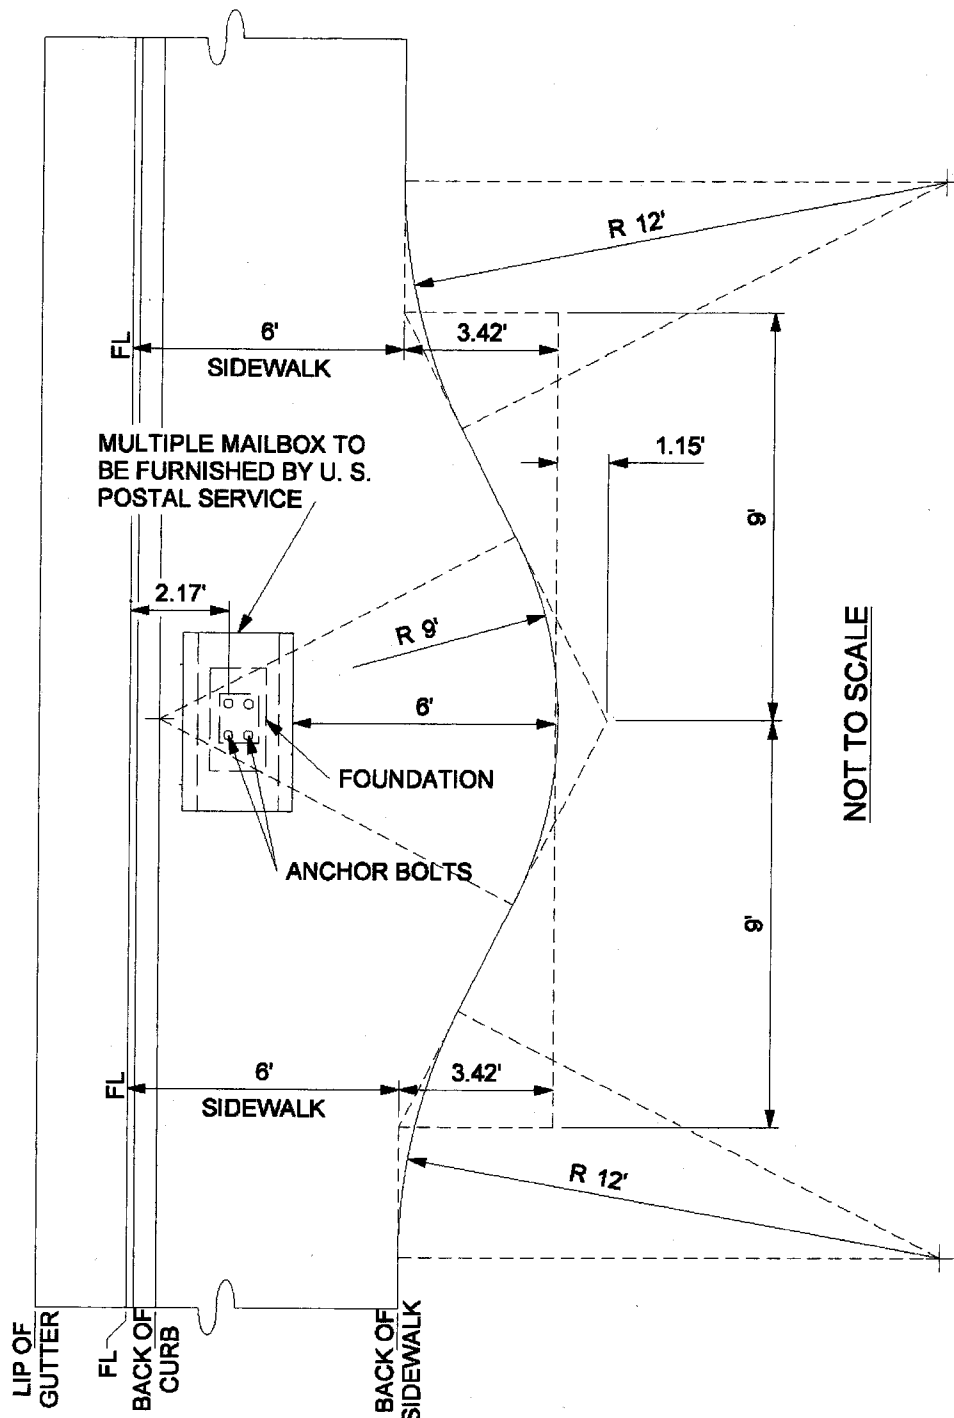 R 12'
FL
6'
SIDEWALK
3.42'
MULTIPLE MAILBOX TO
BE FURNISHED BY U. S.
POSTAL SERVICE
1.15'
9'
2.17'
R 9'
6'
NOT TO SCALE
FOUNDATION
ANCHOR BOLTS
9'
FL
6'
SIDEWALK
3.42'
R 12'
LIP OF
GUTTER
FL
BACK OF
CURB
BACK OF
SIDEWALK